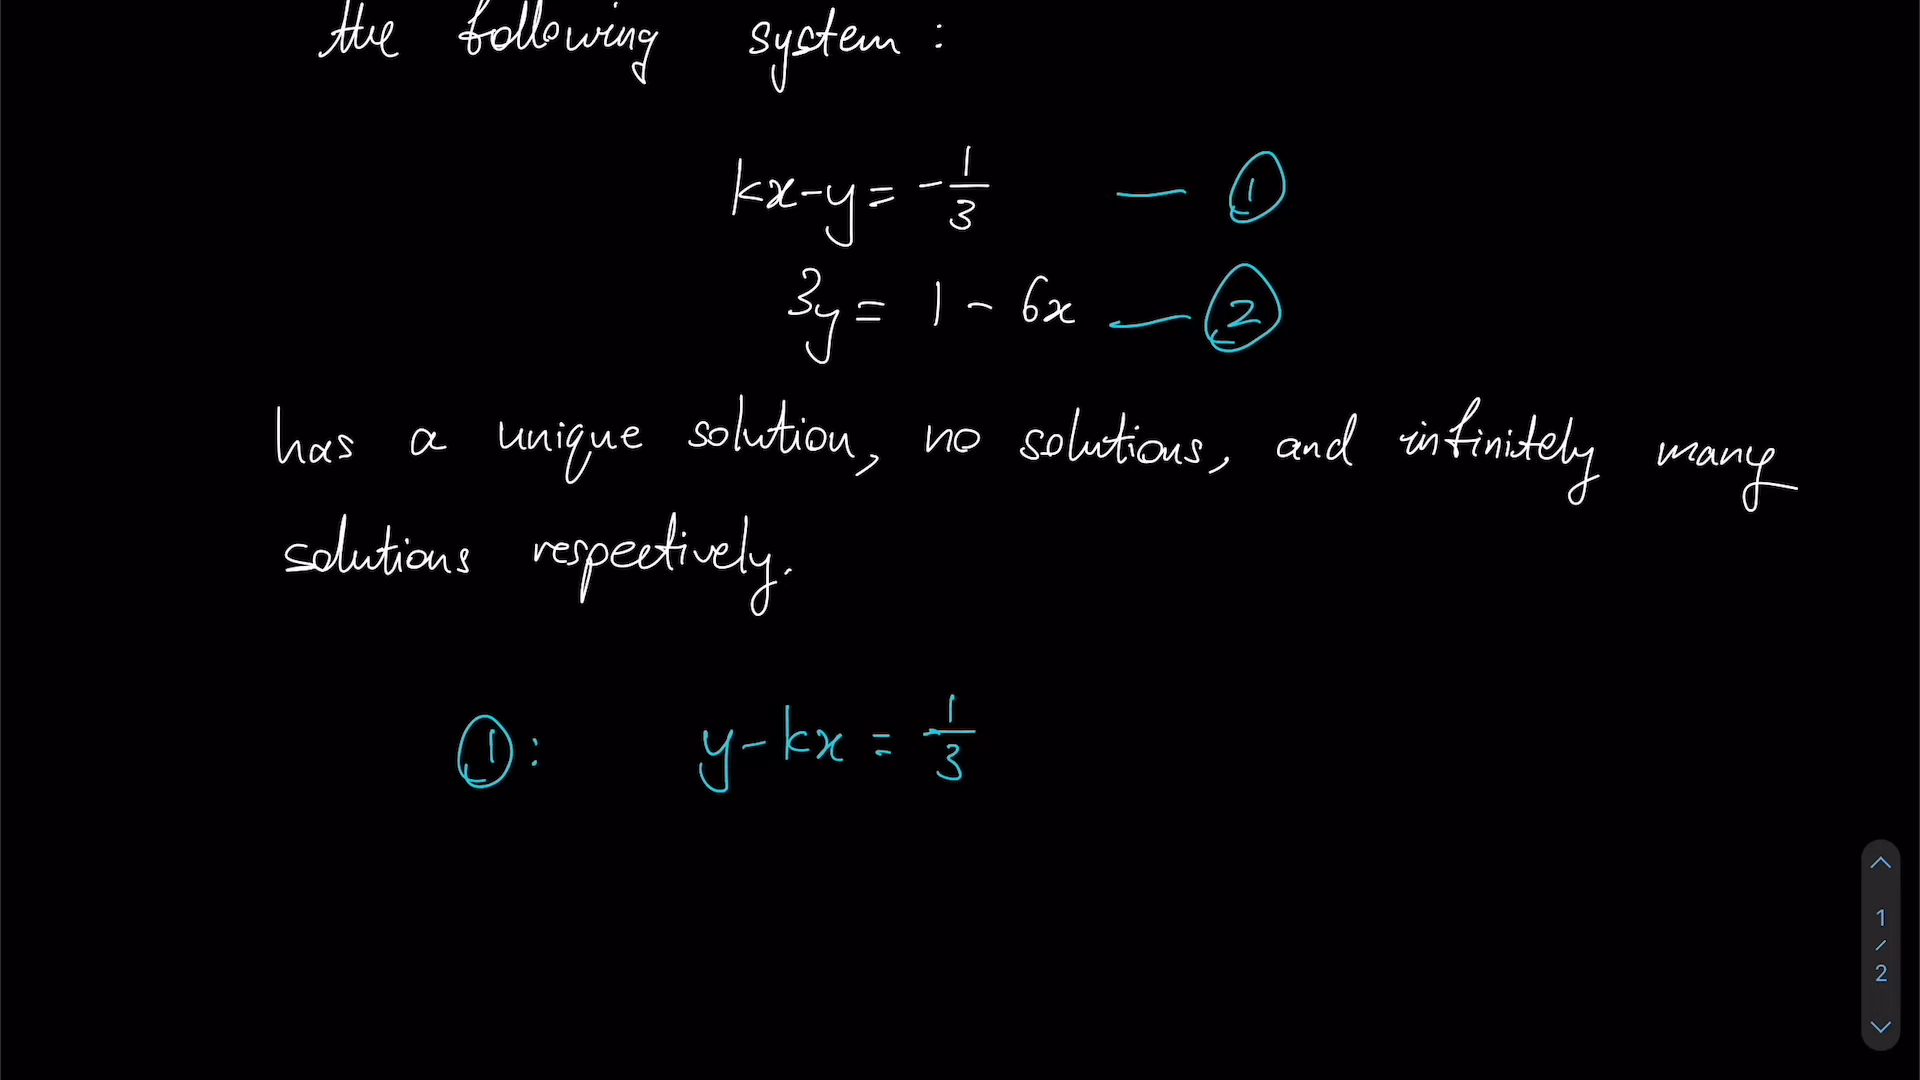 the following system:
kx-y = -1/3 — ①
3y = 1 - 6x — ②
has a unique solution, no solutions, and infinitely many
solutions respectively.
①: y-kx = 1/3
1
/
2